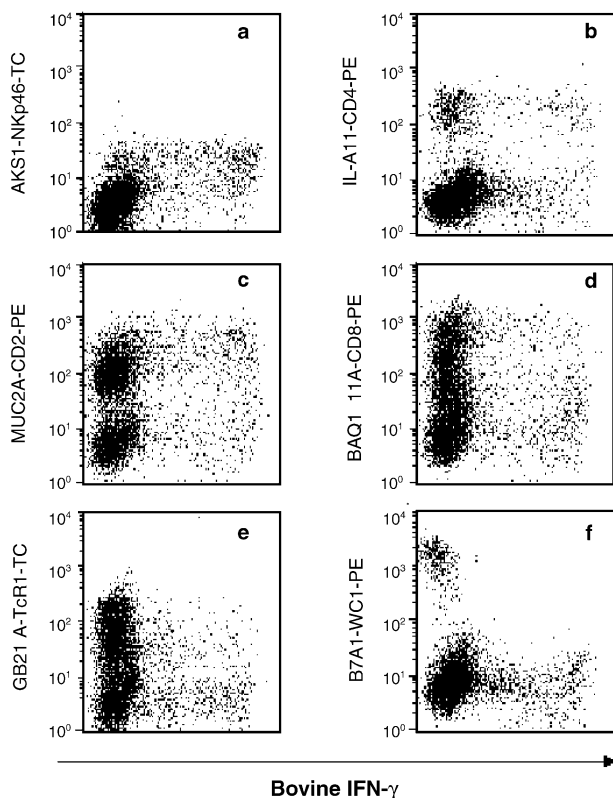 a
AKS1-NKp46-TC
10⁴
10³
10²
10¹
10⁰
b
IL-A11-CD4-PE
10⁴
10³
10²
10¹
10⁰
c
MUC2A-CD2-PE
10⁴
10³
10²
10¹
10⁰
d
BAQ1 11A-CD8-PE
10⁴
10³
10²
10¹
10⁰
e
GB21 A-TcR1-TC
10⁴
10³
10²
10¹
10⁰
f
B7A1-WC1-PE
10⁴
10³
10²
10¹
10⁰
Bovine IFN-γ